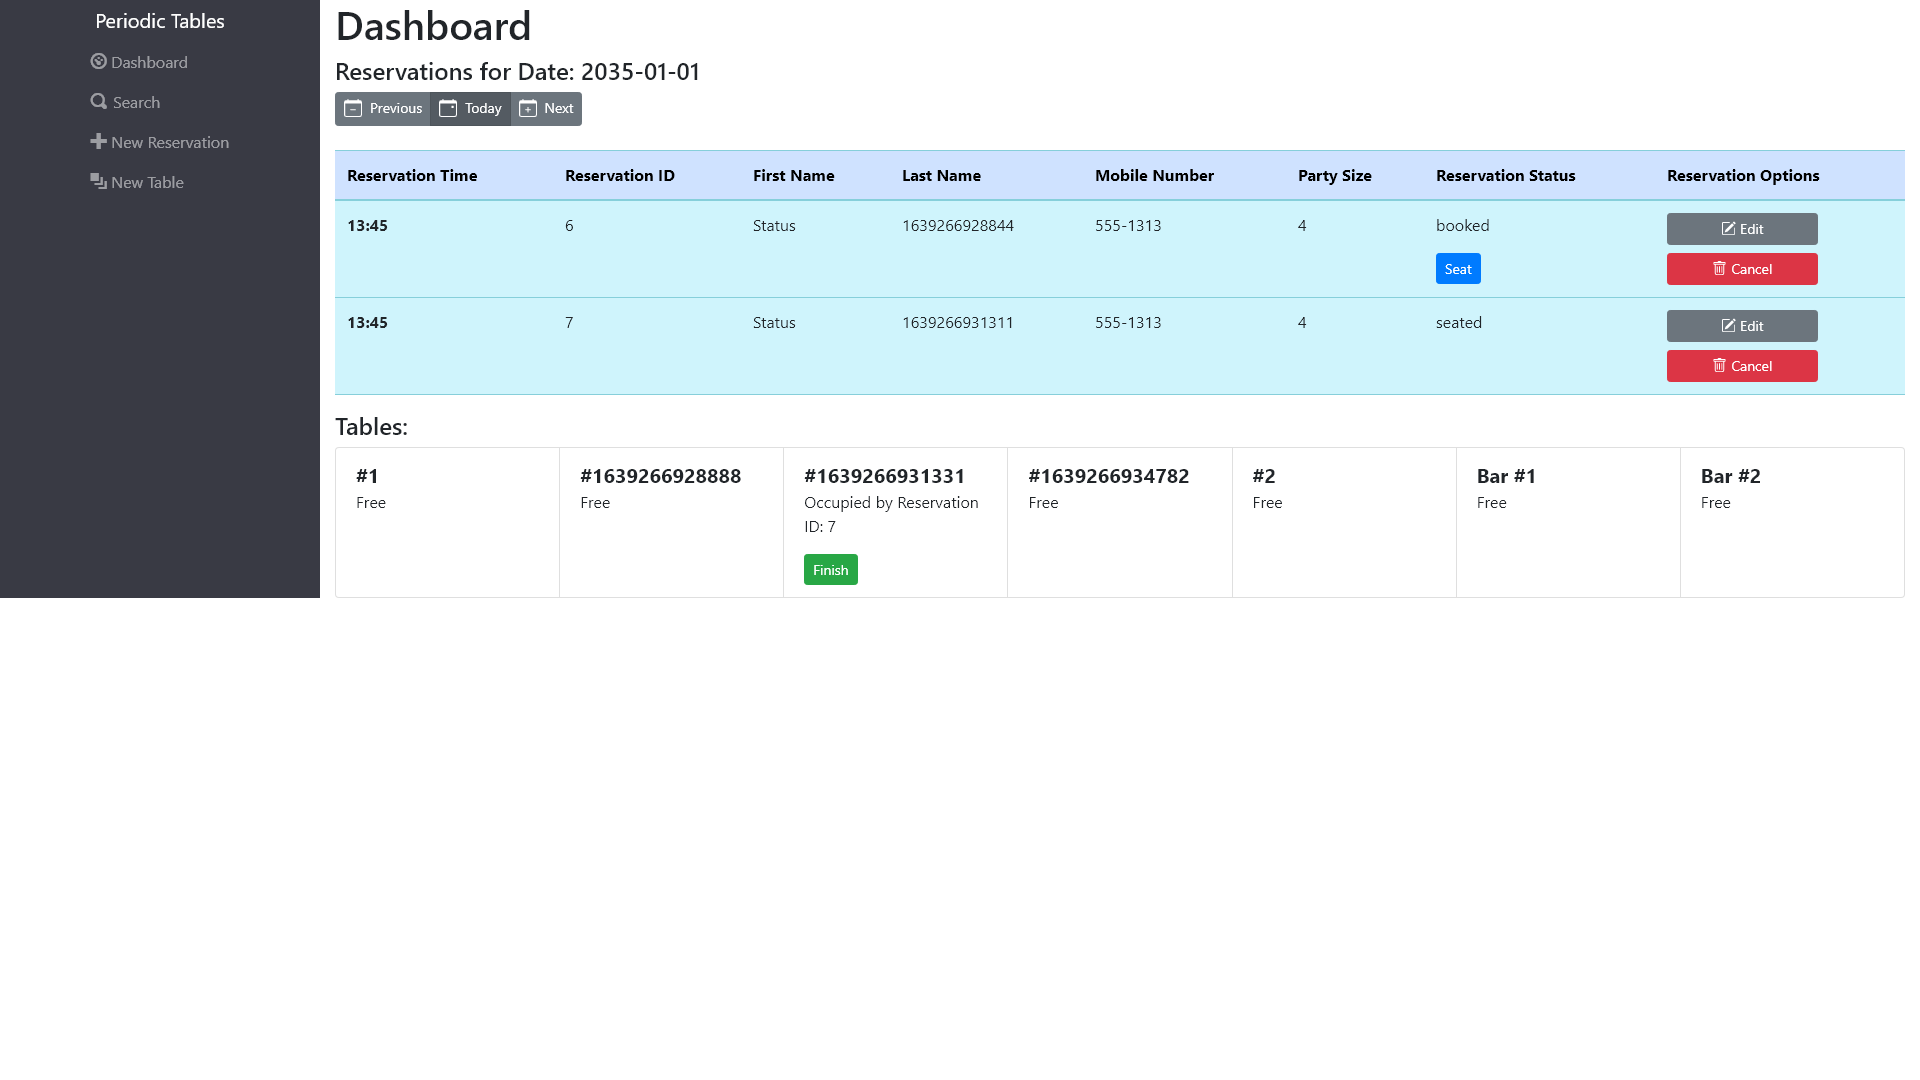 Periodic Tables
Dashboard
Search
New Reservation
New Table
Dashboard
Reservations for Date: 2035-01-01
Previous Today Next
Reservation Time Reservation ID First Name Last Name Mobile Number Party Size Reservation Status Reservation Options
13:45 6 Status 1639266928844 555-1313 4 booked Edit
Seat Cancel
13:45 7 Status 1639266931311 555-1313 4 seated Edit
Cancel
Tables:
#1 #1639266928888 #1639266931331 #1639266934782 #2 Bar #1 Bar #2
Free Free Occupied by Reservation Free Free Free Free
ID: 7
Finish